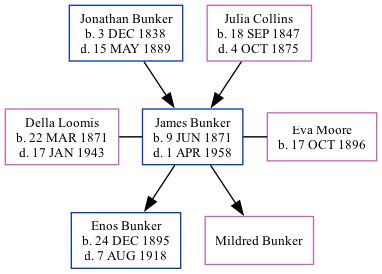 Jonathan Bunker
b. 3 DEC 1838
d. 15 MAY 1889
Julia Collins
b. 18 SEP 1847
d. 4 OCT 1875
Della Loomis
b. 22 MAR 1871
d. 17 JAN 1943
James Bunker
b. 9 JUN 1871
d. 1 APR 1958
Eva Moore
b. 17 OCT 1896
Enos Bunker
b. 24 DEC 1895
d. 7 AUG 1918
Mildred Bunker